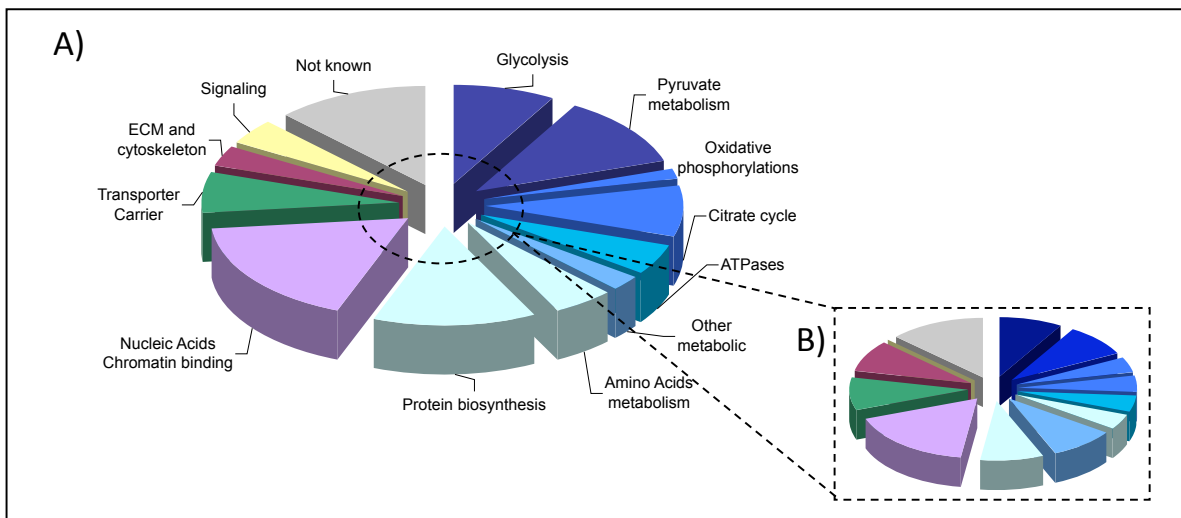 A)
Glycolysis
Pyruvate
metabolism
Oxidative
phosphorylations
Citrate cycle
ATPases
Other
metabolic
Amino Acids
metabolism
Protein biosynthesis
Nucleic Acids
Chromatin binding
Transporter
Carrier
ECM and
cytoskeleton
Signaling
Not known
B)